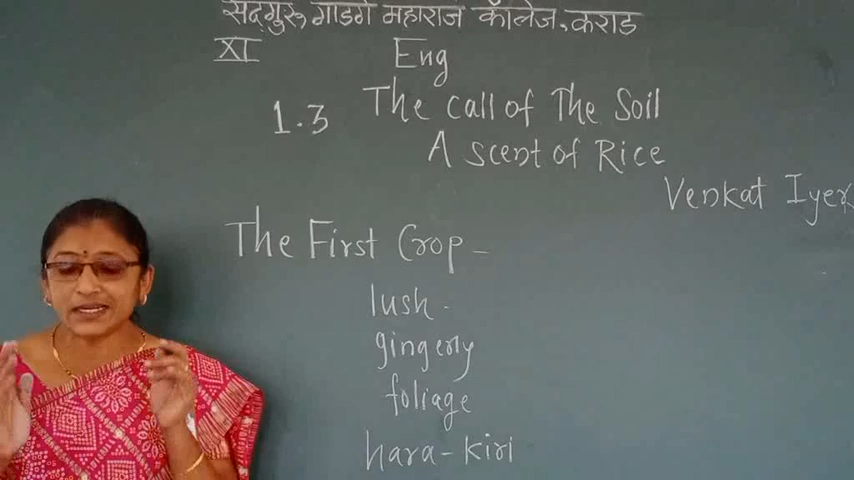 सद्गुरु गाडगे महाराज कॉलेज, कराड
XI Eng
1.3 The Call of The Soil
A Scent of Rice
Venkat Iyer
The First Crop -
lush -
gingerly
foliage
hara-kiri